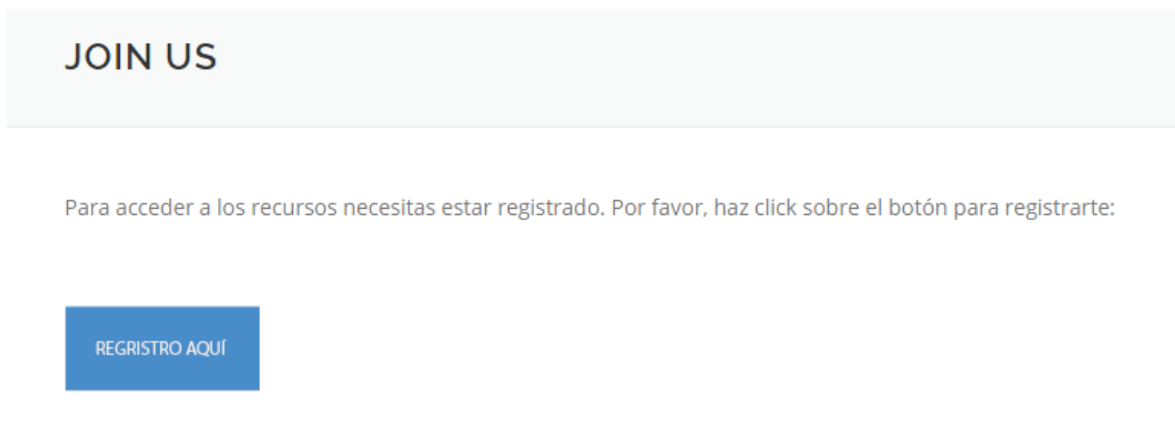 JOIN US
Para acceder a los recursos necesitas estar registrado. Por favor, haz click sobre el botón para registrarte:
REGRISTRO AQUÍ